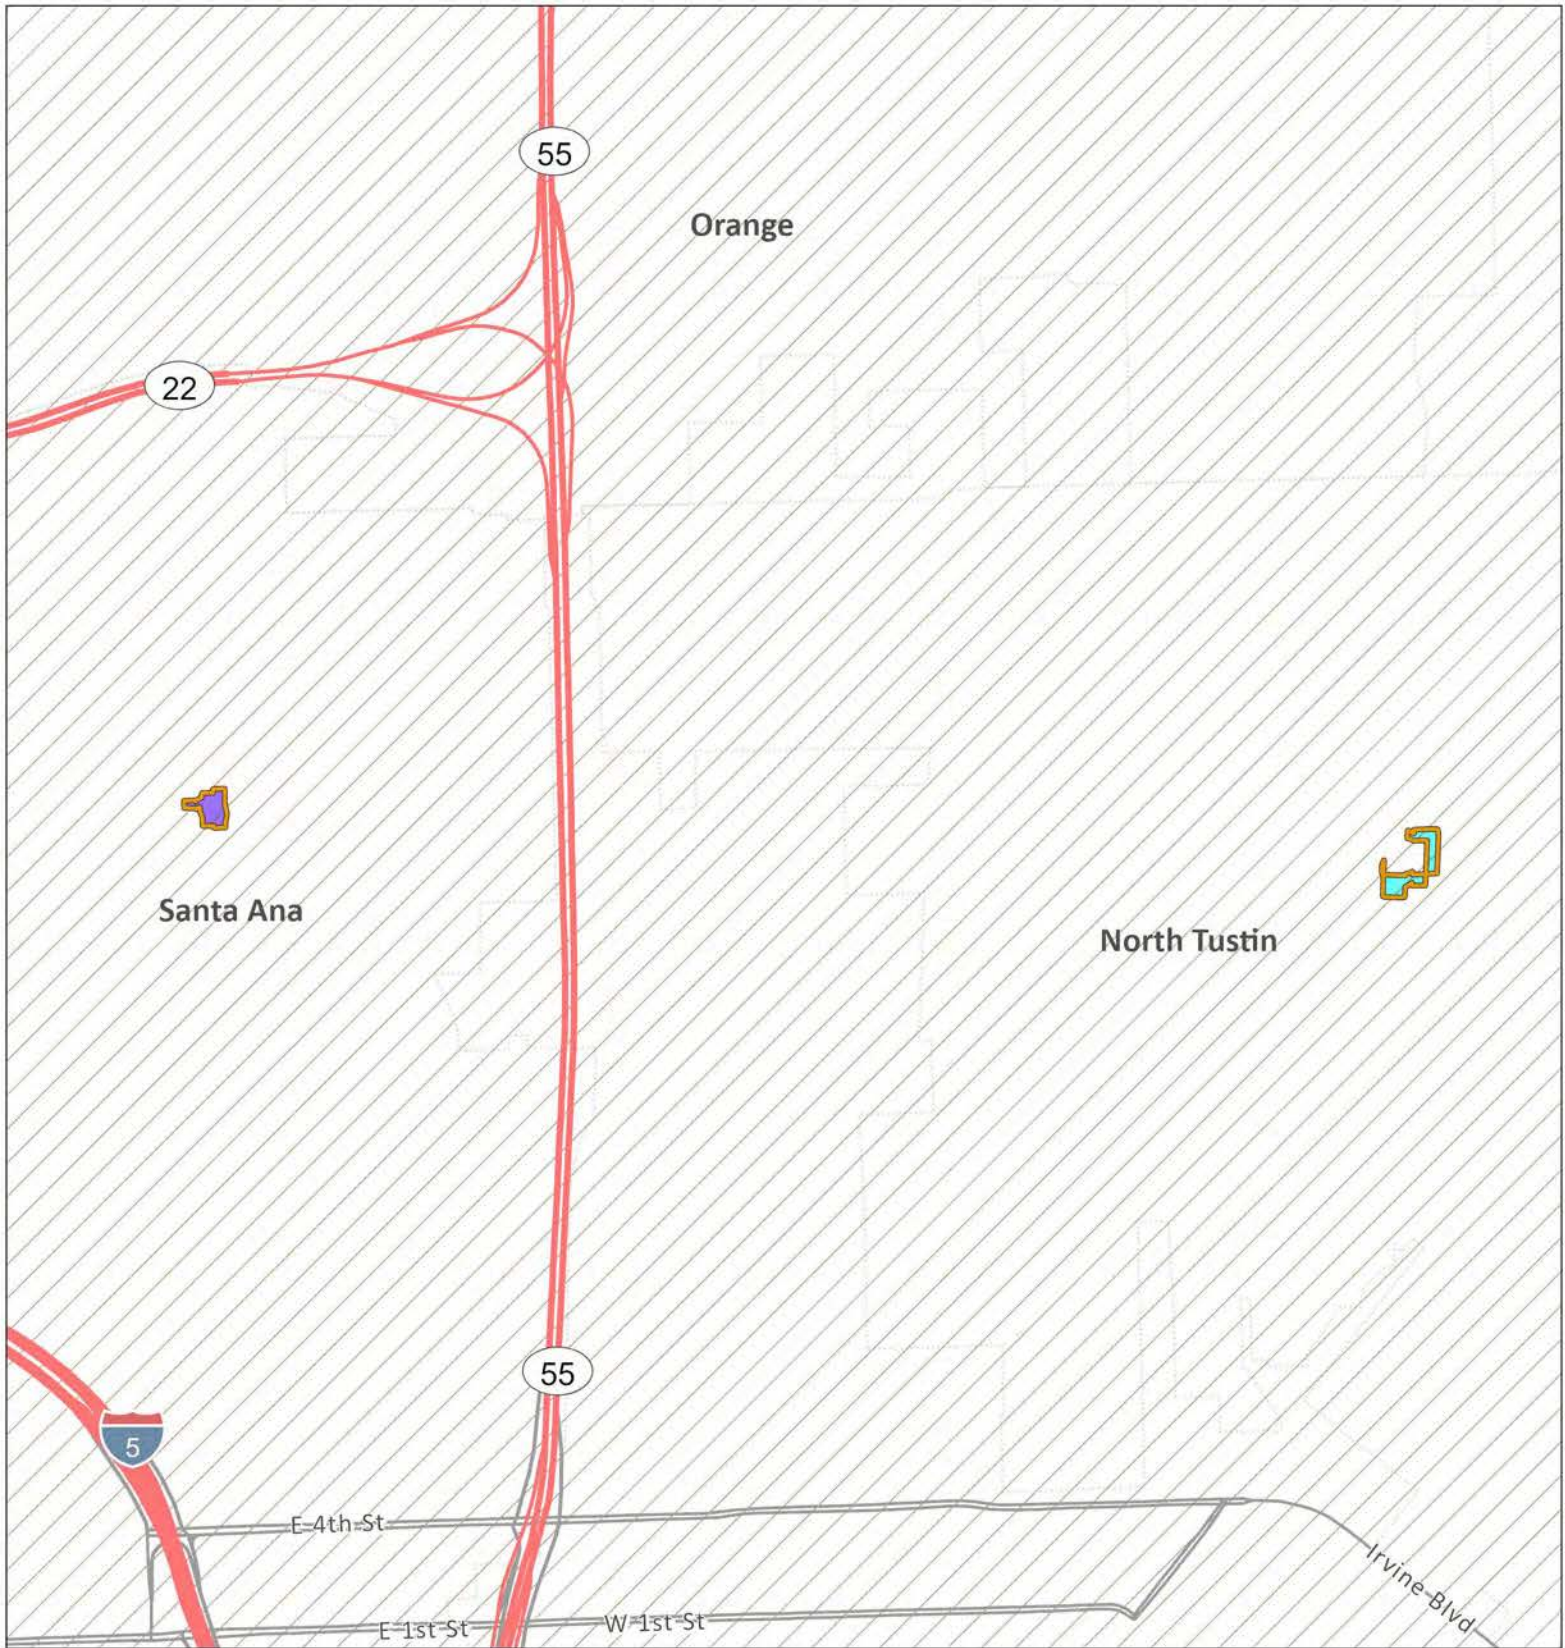 55
Orange
22
Santa Ana
North Tustin
55
5
E 4th St
Irvine Blvd
E 1st St
W 1st St